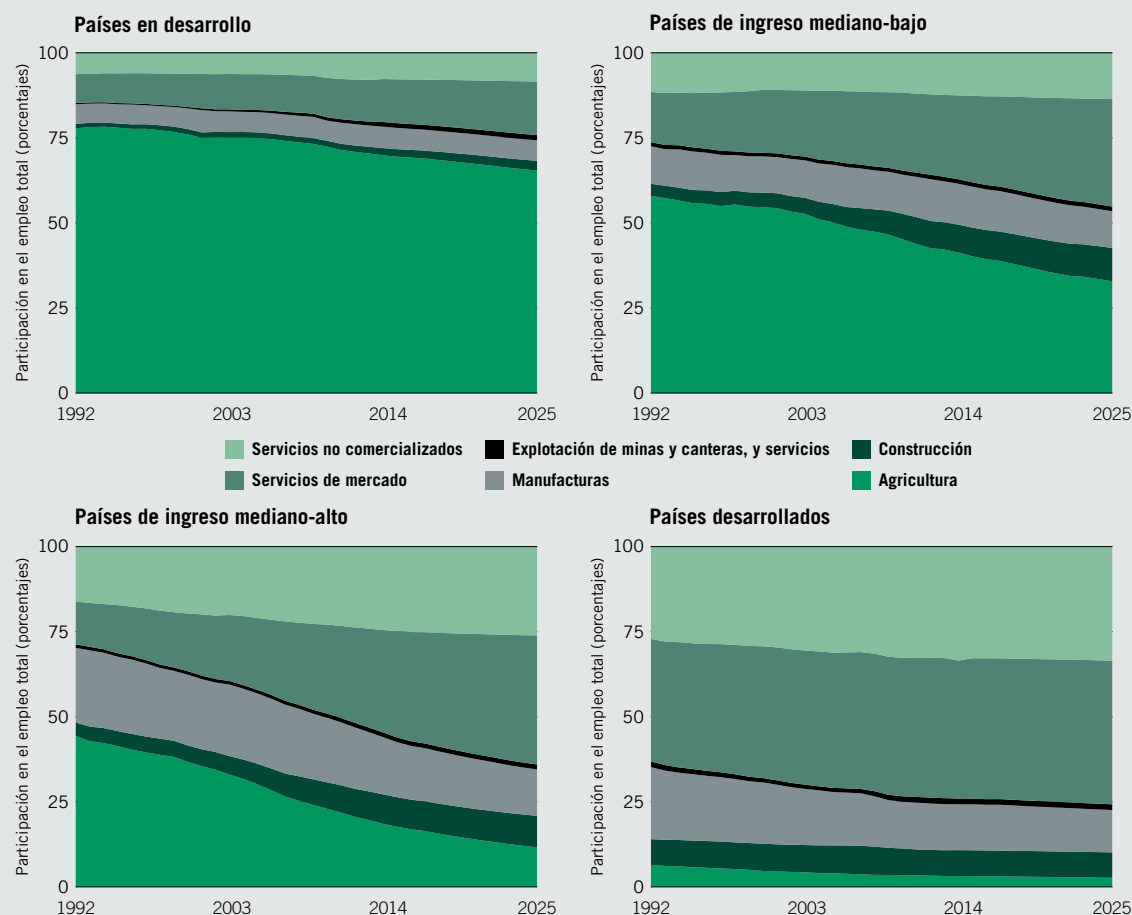 Países en desarrollo
Participación en el empleo total (porcentajes)
100
75
50
25
0
1992 2003 2014 2025
Países de ingreso mediano-bajo
Participación en el empleo total (porcentajes)
100
75
50
25
0
1992 2003 2014 2025
Servicios no comercializados Explotación de minas y canteras, y servicios Construcción
Servicios de mercado Manufacturas Agricultura
Países de ingreso mediano-alto
Participación en el empleo total (porcentajes)
100
75
50
25
0
1992 2003 2014 2025
Países desarrollados
Participación en el empleo total (porcentajes)
100
75
50
25
0
1992 2003 2014 2025